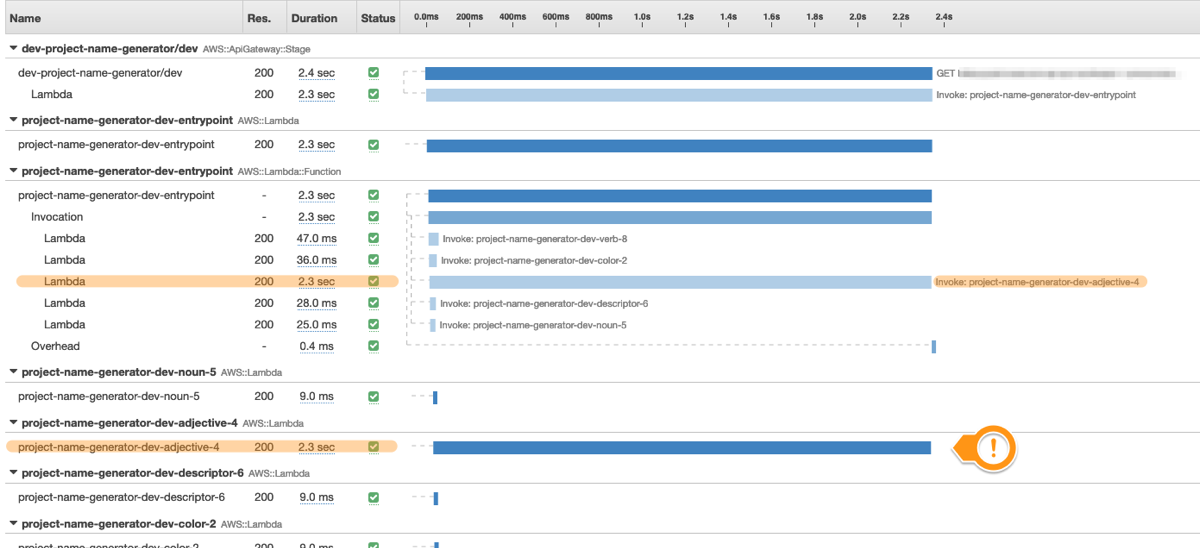 Name Res. Duration Status 0.0ms 200ms 400ms 600ms 800ms 1.0s 1.2s 1.4s 1.6s 1.8s 2.0s 2.2s 2.4s
dev-project-name-generator/dev AWS::ApiGateway::Stage
dev-project-name-generator/dev 200 2.4 sec GET
Lambda 200 2.3 sec Invoke: project-name-generator-dev-entrypoint
project-name-generator-dev-entrypoint AWS::Lambda
project-name-generator-dev-entrypoint 200 2.3 sec
project-name-generator-dev-entrypoint AWS::Lambda::Function
project-name-generator-dev-entrypoint - 2.3 sec
Invocation - 2.3 sec
Lambda 200 47.0 ms Invoke: project-name-generator-dev-verb-8
Lambda 200 36.0 ms Invoke: project-name-generator-dev-color-2
Lambda 200 2.3 sec Invoke: project-name-generator-dev-adjective-4
Lambda 200 28.0 ms Invoke: project-name-generator-dev-descriptor-6
Lambda 200 25.0 ms Invoke: project-name-generator-dev-noun-5
Overhead - 0.4 ms
project-name-generator-dev-noun-5 AWS::Lambda
project-name-generator-dev-noun-5 200 9.0 ms
project-name-generator-dev-adjective-4 AWS::Lambda
project-name-generator-dev-adjective-4 200 2.3 sec !
project-name-generator-dev-descriptor-6 AWS::Lambda
project-name-generator-dev-descriptor-6 200 9.0 ms
project-name-generator-dev-color-2 AWS::Lambda
project-name-generator-dev-color-2 200 9.0 ms